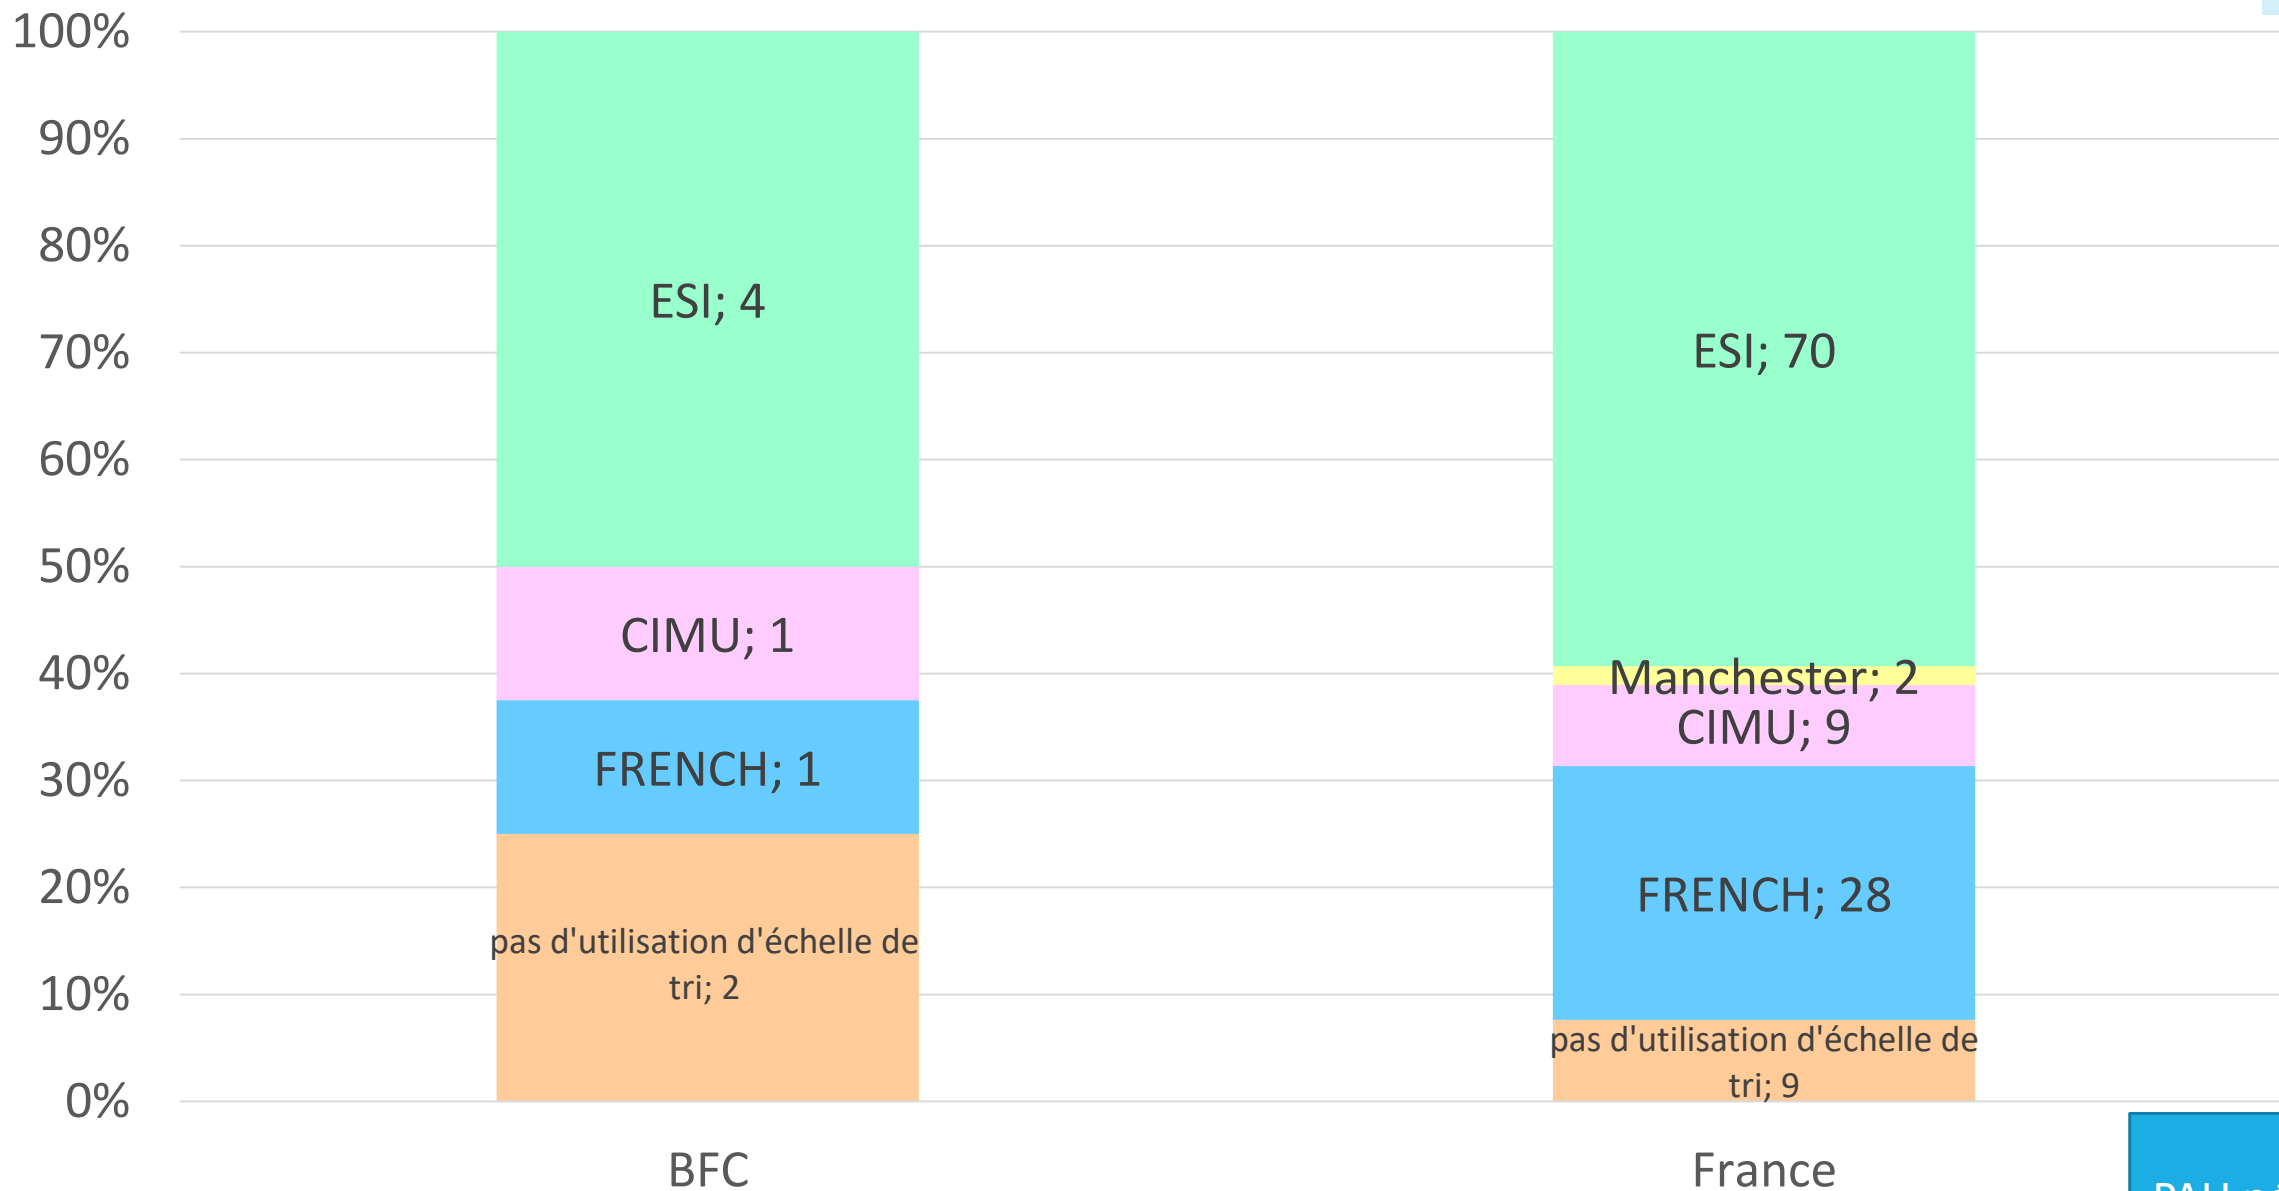 100%
90%
80%
70%
60%
50%
40%
30%
20%
10%
0%
ESI; 4
CIMU; 1
FRENCH; 1
pas d'utilisation d'échelle de
tri; 2
ESI; 70
Manchester; 2
CIMU; 9
FRENCH; 28
pas d'utilisation d'échelle de
tri; 9
BFC
France